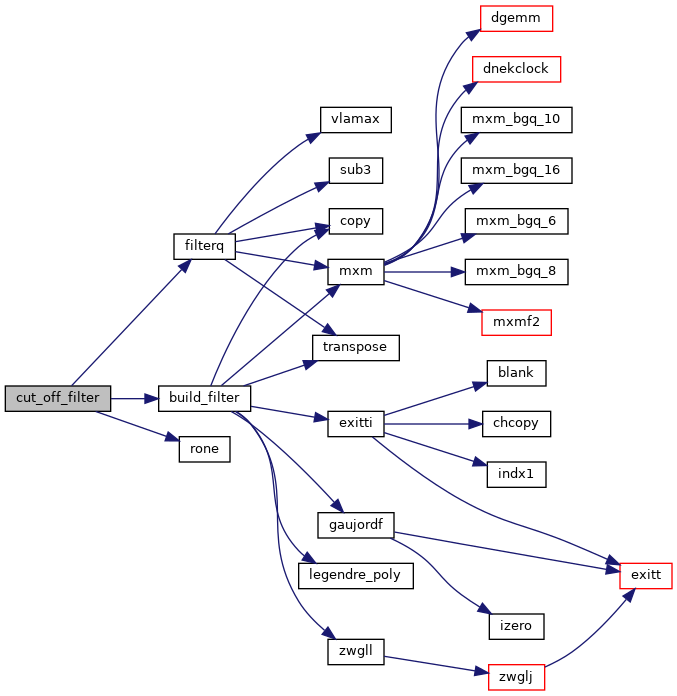 dgemm
dnekclock
vlamax
mxm_bgq_10
sub3
mxm_bgq_16
copy
mxm_bgq_6
filterq
mxm
mxm_bgq_8
mxmf2
transpose
blank
cut_off_filter
build_filter
exitti
chcopy
rone
indx1
gaujordf
legendre_poly
exitt
izero
zwgll
zwglj